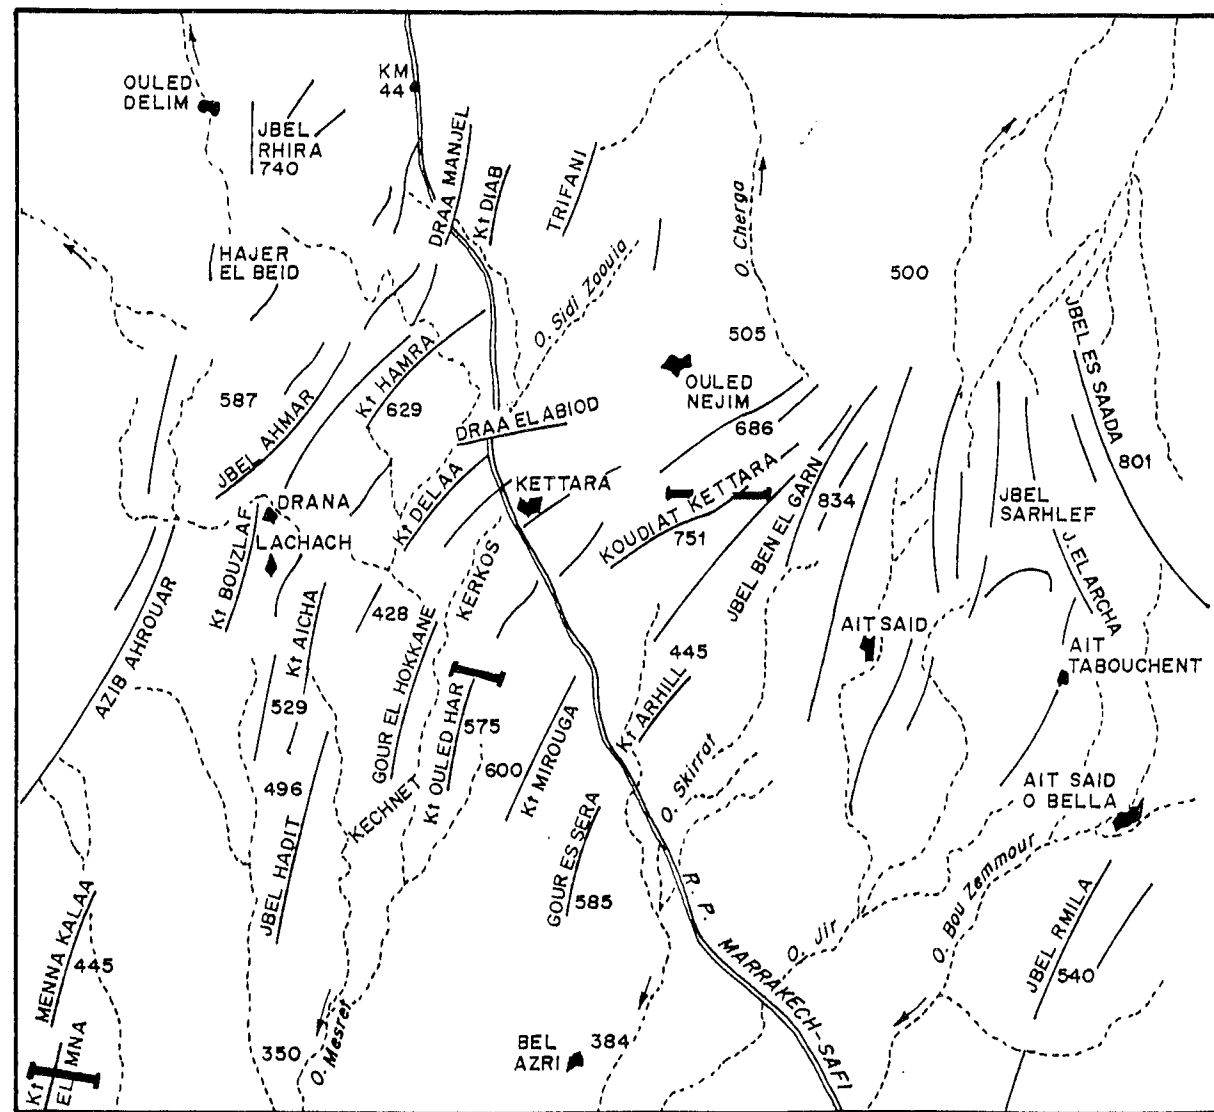 OULED
DELIM
KM
44
JBEL
RHIRA
740
DRAA MANJEL
Kt DIAB
TRIFANI
O. Cherga
HAJER
EL BEID
O. Sidi Zaouia
500
505
JBEL ES SAADA
OULED
NEJIM
587
Kt HAMRA
629
JBEL AHMAR
DRAA EL ABIOD
686
801
Kt DELAA
KETTARA
KOUDIAT KETTARA
751
834
JBEL
SARHLEF
DRANA
LACHACH
Kt BOUZLAF
JBEL BEN EL GARN
J. EL ARCHA
KERKOS
428
Kt AICHA
AZIB AHROUAR
GOUR EL HOKKANE
AIT SAID
445
AIT
TABOUCHENT
Kt ARHILL
529
575
Kt OULED HAR
600
Kt MIROUGA
496
KECHNET
O. Skirrat
AIT SAID
O BELLA
JBEL HADIT
GOUR ES SERA
585
O. Bou Zemmour
R. P. MARRAKECH-SAFI
O. Jir
JBEL RMILA
540
MENNA KALAA
445
Kt
EL MNA
350
O. Mesret
BEL
AZRI
384